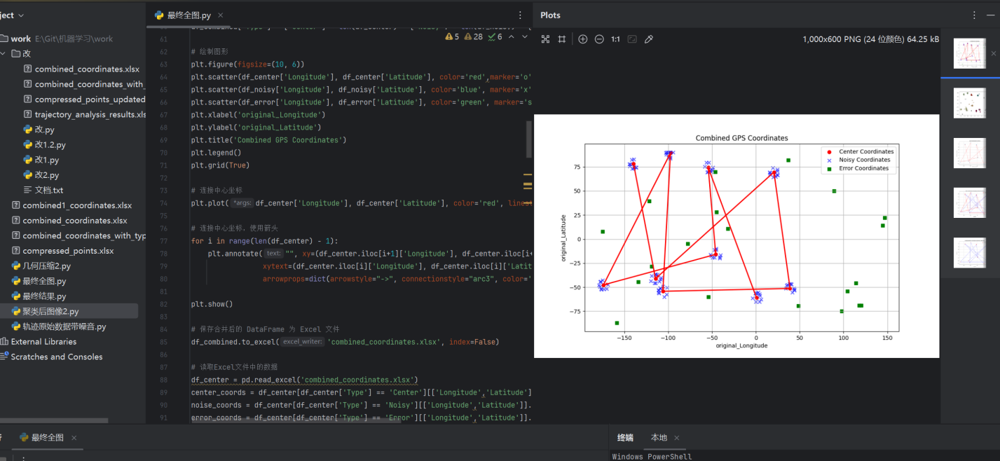 ject
work E:\Git\机器学习\work
改
combined_coordinates.xlsx
combined_coordinates_with_
compressed_points_updated
trajectory_analysis_results.xls
改.py
改1.2.py
改1.py
改2.py
文档.txt
combined1_coordinates.xlsx
combined_coordinates.xlsx
combined_coordinates_with_typ
compressed_points.xlsx
几何压缩2.py
最终全图.py
最终结果.py
聚类后图像2.py
轨迹原始数据带噪音.py
External Libraries
Scratches and Consoles
最终全图.py
5 28 6
61
62 # 绘制图形
63 plt.figure(figsize=(10, 6))
64 plt.scatter(df_center['Longitude'], df_center['Latitude'], color='red',marker='o'
65 plt.scatter(df_noisy['Longitude'], df_noisy['Latitude'], color='blue', marker='x'
66 plt.scatter(df_error['Longitude'], df_error['Latitude'], color='green', marker='s
67 plt.xlabel('original_Longitude')
68 plt.ylabel('original_Latitude')
69 plt.title('Combined GPS Coordinates')
70 plt.legend()
71 plt.grid(True)
72
73 # 连接中心坐标
74 plt.plot( *args: df_center['Longitude'], df_center['Latitude'], color='red', lines
75
76 # 连接中心坐标，使用箭头
77 for i in range(len(df_center) - 1):
78 plt.annotate( text: "", xy=(df_center.iloc[i+1]['Longitude'], df_center.iloc[i+
79 xytext=(df_center.iloc[i]['Longitude'], df_center.iloc[i]['Latit
80 arrowprops=dict(arrowstyle="->", connectionstyle="arc3", color='
81
82 plt.show()
83
84 # 保存合并后的 DataFrame 为 Excel 文件
85 df_combined.to_excel( excel_writer: 'combined_coordinates.xlsx', index=False)
86
87 # 读取Excel文件中的数据
88 df_center = pd.read_excel('combined_coordinates.xlsx')
89 center_coords = df_center[df_center['Type'] == 'Center'][['Longitude','Latitude']
90 noise_coords = df_center[df_center['Type'] == 'Noisy'][['Longitude','Latitude']].
91 error_coords = df_center[df_center['Type'] == 'Error'][['Longitude','Latitude']].
Plots
1:1
1,000x600 PNG (24 位颜色) 64.25 kB
Combined GPS Coordinates
Center Coordinates
Noisy Coordinates
Error Coordinates
75
50
25
0
−25
−50
−75
original_Latitude
−150 −100 −50 0 50 100 150
original_Longitude
最终全图
终端 本地
Windows PowerShell